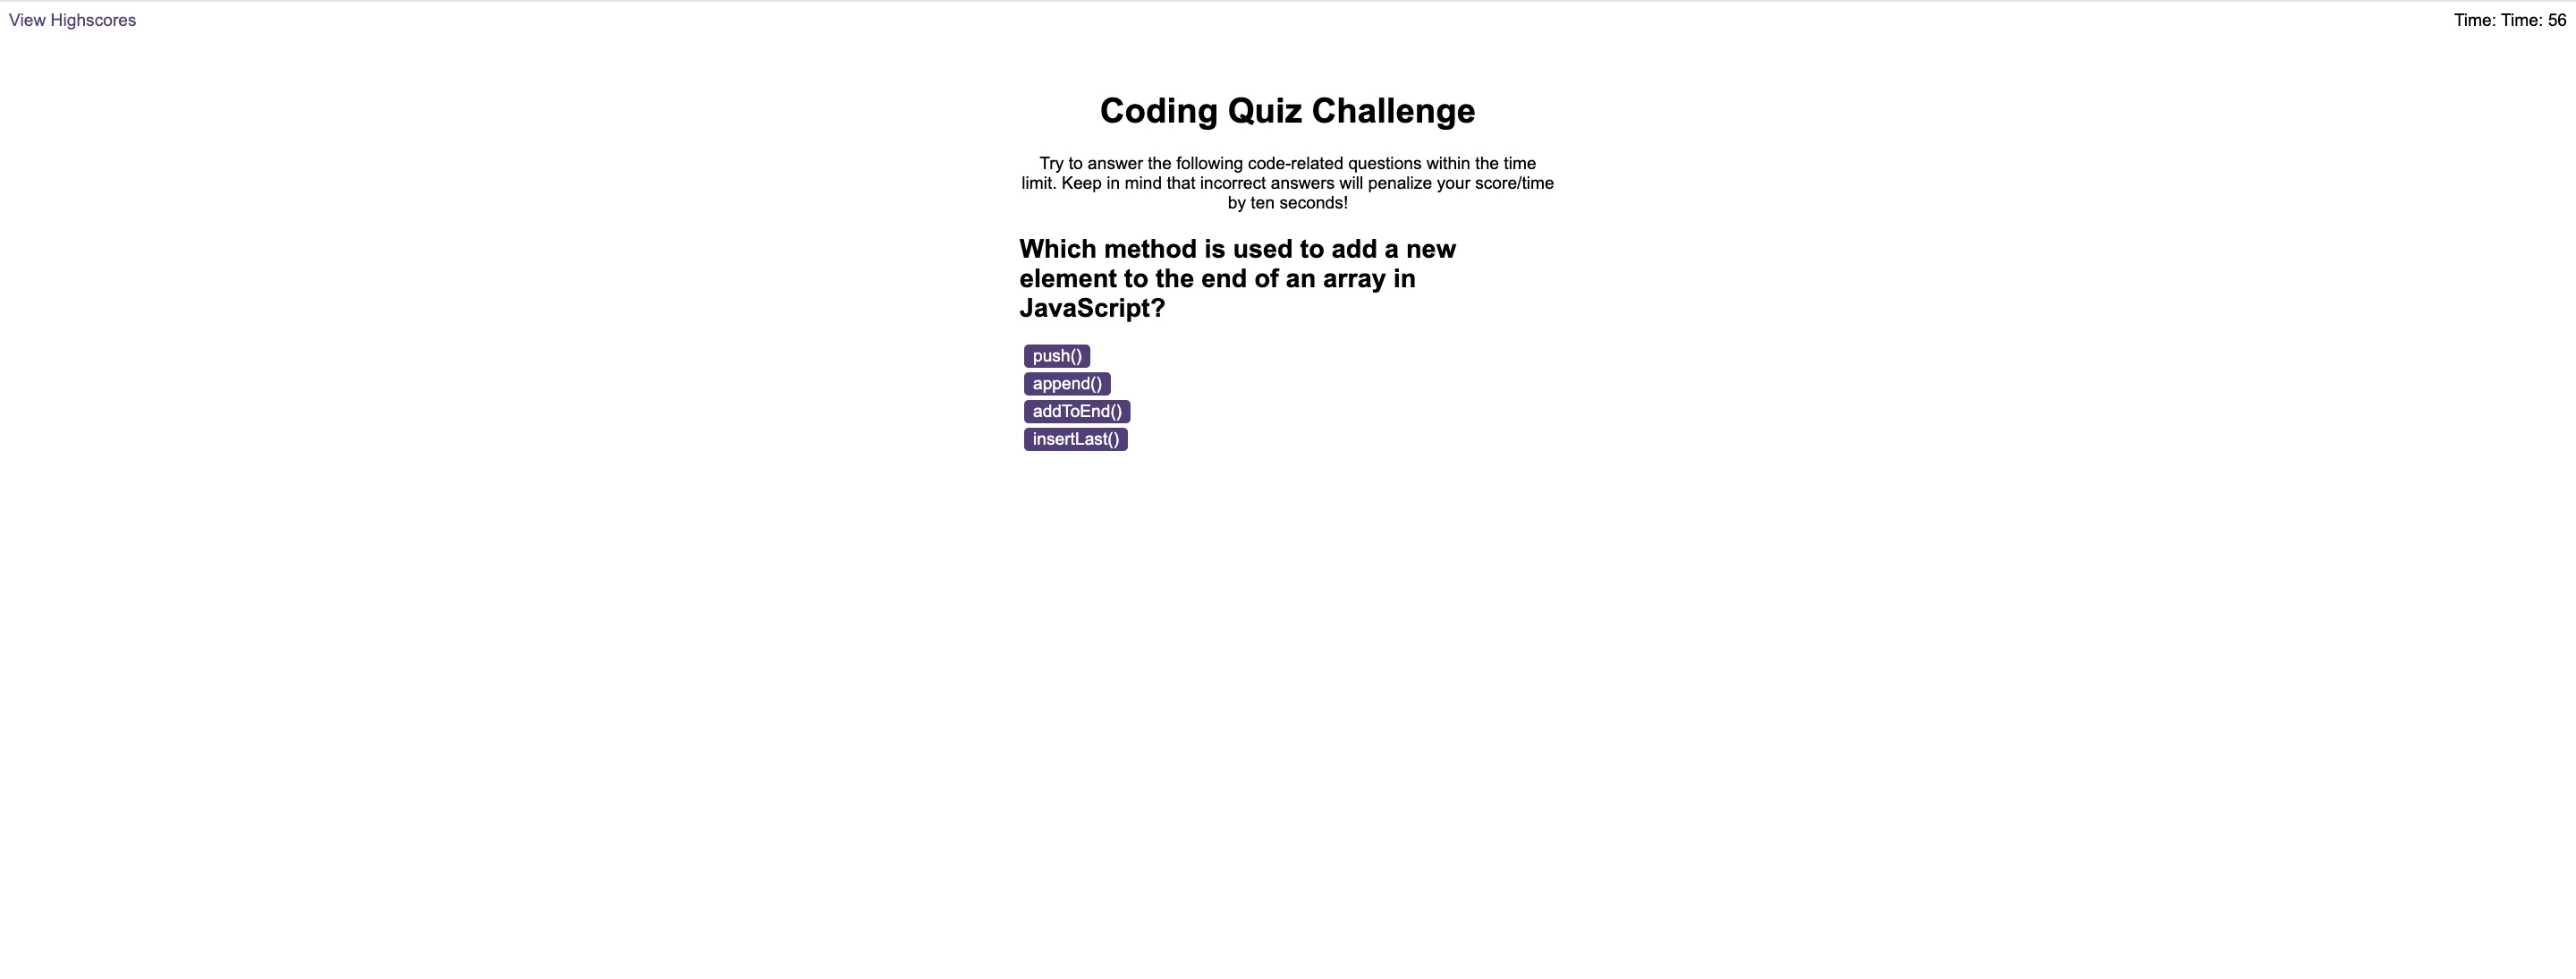 View Highscores
Time: Time: 56
Coding Quiz Challenge
Try to answer the following code-related questions within the time
limit. Keep in mind that incorrect answers will penalize your score/time
by ten seconds!
Which method is used to add a new
element to the end of an array in
JavaScript?
push()
append()
addToEnd()
insertLast()